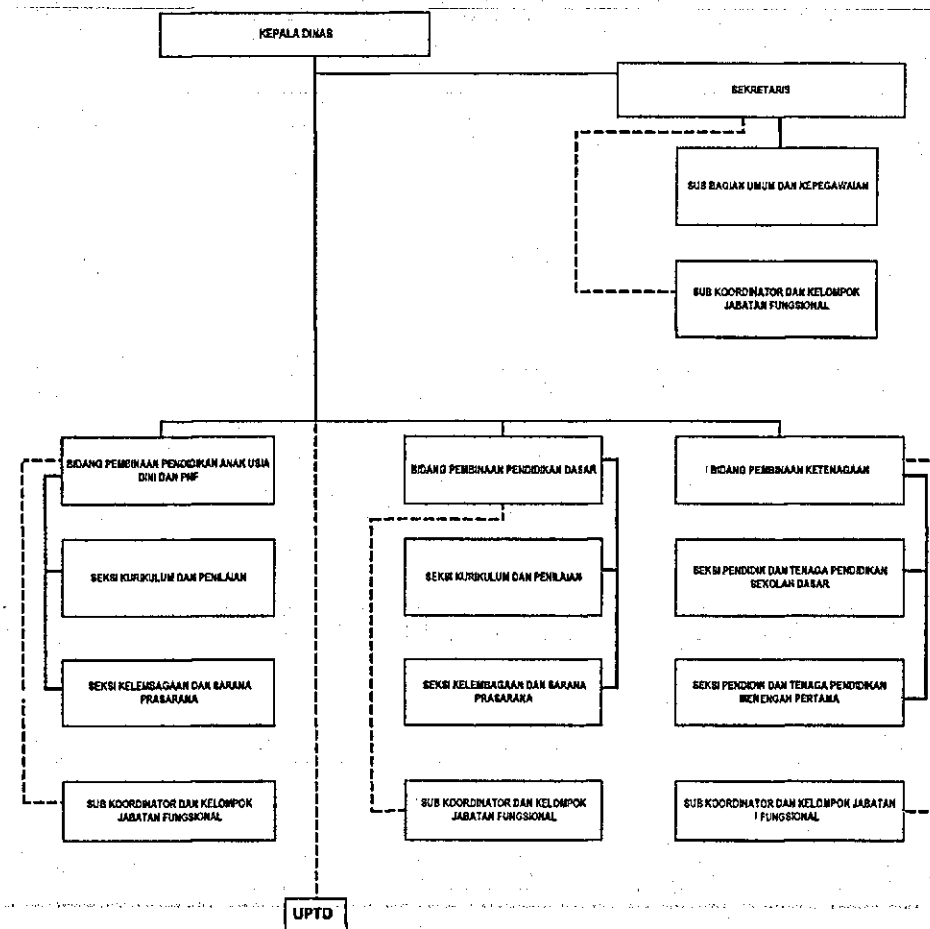 KEPALA DINAS
SEKRETARIS
SUB BAGIAN UMUM DAN KEPEGAWAIAN
SUB KOORDINATOR DAN KELOMPOK
JABATAN FUNGSIONAL
BIDANG PEMBINAAN PENDIDIKAN ANAK USIA
DINI DAN PNF
SEKSI KURIKULUM DAN PENILAIAN
SEKSI KELEMBAGAAN DAN SARANA
PRASARANA
SUB KOORDINATOR DAN KELOMPOK
JABATAN FUNGSIONAL
BIDANG PEMBINAAN PENDIDIKAN DASAR
SEKSI KURIKULUM DAN PENILAIAN
SEKSI KELEMBAGAAN DAN SARANA
PRASARANA
SUB KOORDINATOR DAN KELOMPOK
JABATAN FUNGSIONAL
BIDANG PEMBINAAN KETENAGAAN
SEKSI PENDIDIK DAN TENAGA PENDIDIKAN
SEKOLAH DASAR
SEKSI PENDIDIK DAN TENAGA PENDIDIKAN
MENENGAH PERTAMA
SUB KOORDINATOR DAN KELOMPOK JABATAN
FUNGSIONAL
UPTD